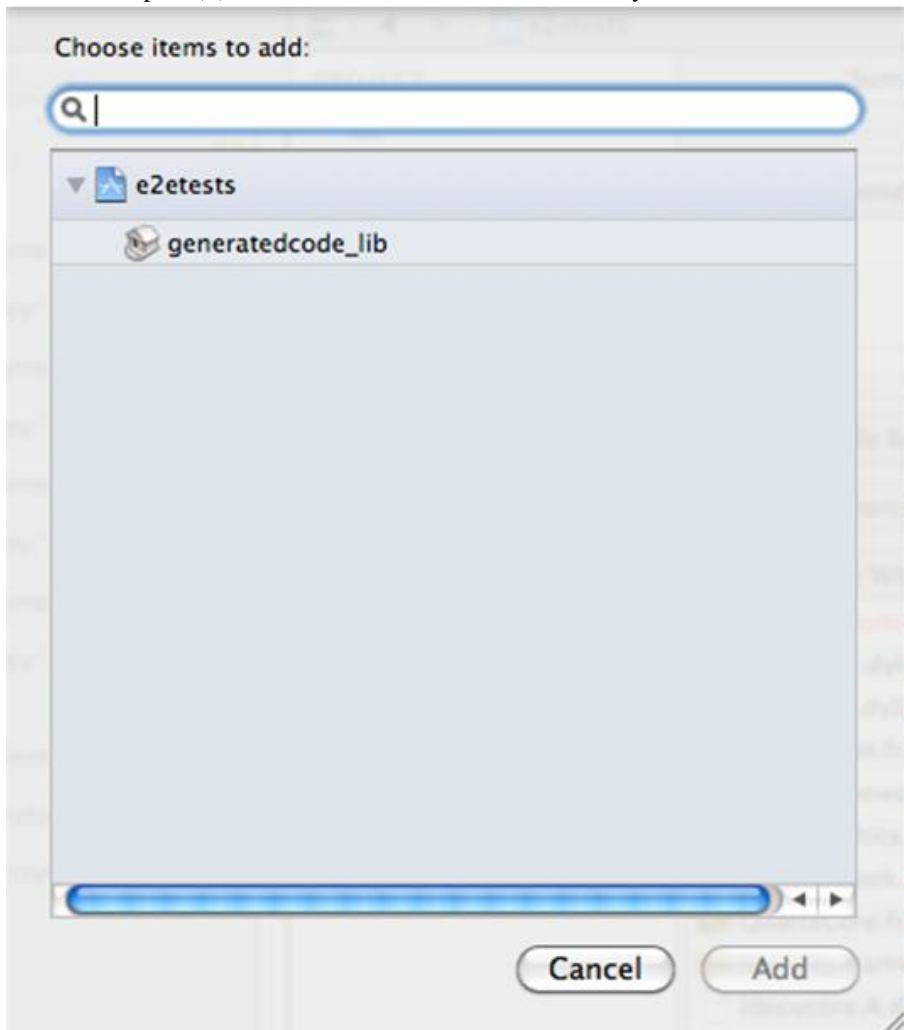 Choose items to add:
e2etests
generatedcode_lib
Cancel
Add